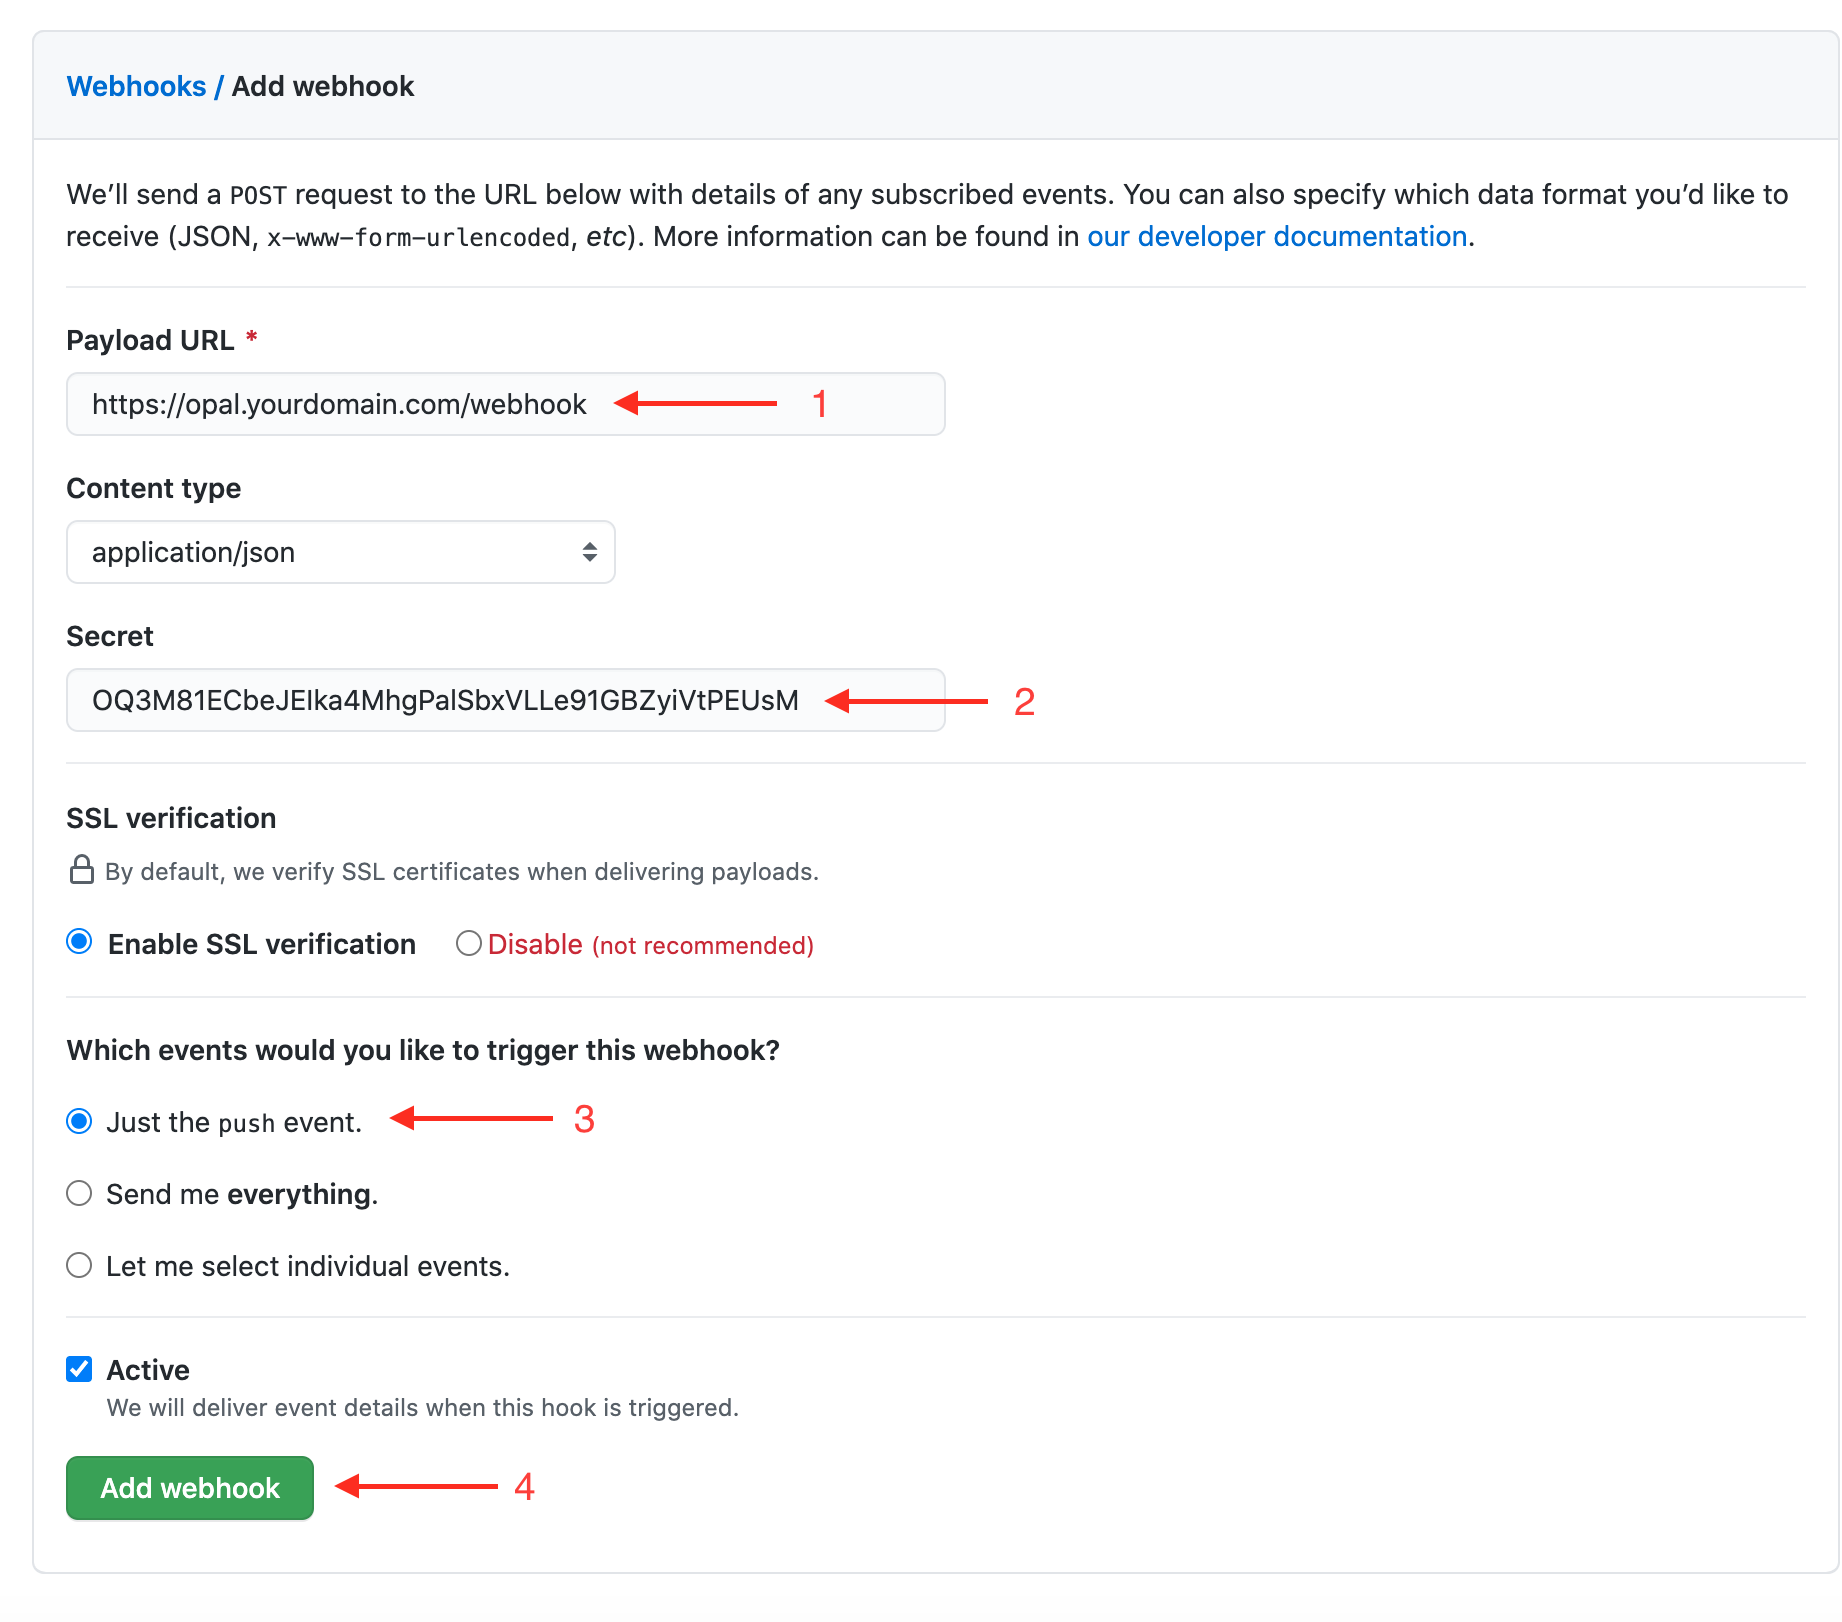 Webhooks / Add webhook
We’ll send a POST request to the URL below with details of any subscribed events. You can also specify which data format you’d like to
receive (JSON, x-www-form-urlencoded, etc). More information can be found in our developer documentation.
Payload URL *
https://opal.yourdomain.com/webhook 1
Content type
application/json
Secret
OQ3M81ECbeJEIka4MhgPalSbxVLLe91GBZyiVtPEUsM 2
SSL verification
By default, we verify SSL certificates when delivering payloads.
Enable SSL verification Disable (not recommended)
Which events would you like to trigger this webhook?
Just the push event. 3
Send me everything.
Let me select individual events.
Active
We will deliver event details when this hook is triggered.
Add webhook 4